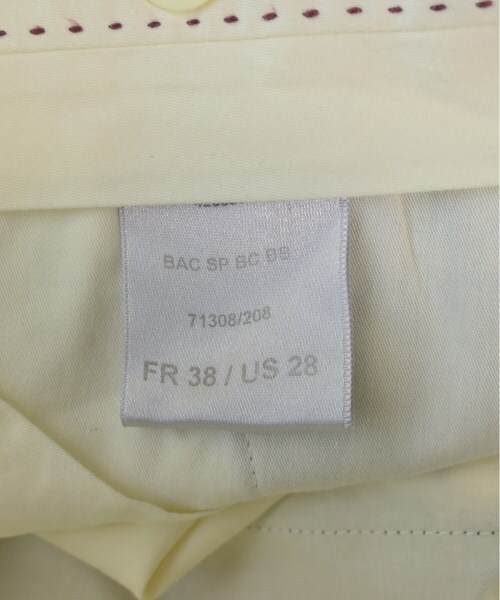 BAC SP BC BB
71308/208
FR 38 / US 28